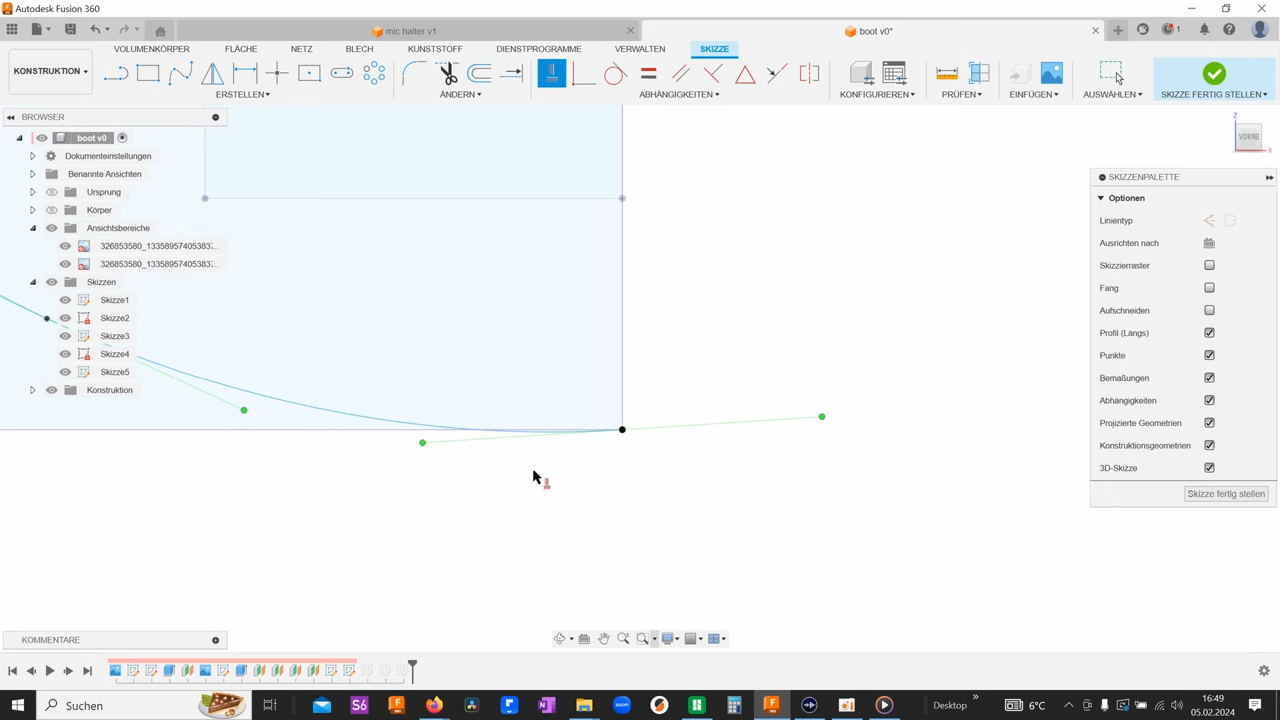 Autodesk Fusion 360
mic halter v1
boot v0*
1
VOLUMENKÖRPER
FLÄCHE
NETZ
BLECH
KUNSTSTOFF
DIENSTPROGRAMME
VERWALTEN
SKIZZE
KONSTRUKTION
ERSTELLEN
ÄNDERN
ABHÄNGIGKEITEN
KONFIGURIEREN
PRÜFEN
EINFÜGEN
AUSWÄHLEN
SKIZZE FERTIG STELLEN
BROWSER
boot v0
Dokumenteinstellungen
Benannte Ansichten
Ursprung
Körper
Ansichtsbereiche
326853580_13358957405383?...
326853580_13358957405383?...
Skizzen
Skizze1
Skizze2
Skizze3
Skizze4
Skizze5
Konstruktion
Z
VORNE
X
SKIZZENPALETTE
Optionen
Linientyp
Ausrichten nach
Skizzierraster
Fang
Aufschneiden
Profil (Längs)
Punkte
Bemaßungen
Abhängigkeiten
Projizierte Geometrien
Konstruktionsgeometrien
3D-Skizze
Skizze fertig stellen
KOMMENTARE
Suchen
S6
Desktop
6°C
16:49
05.02.2024